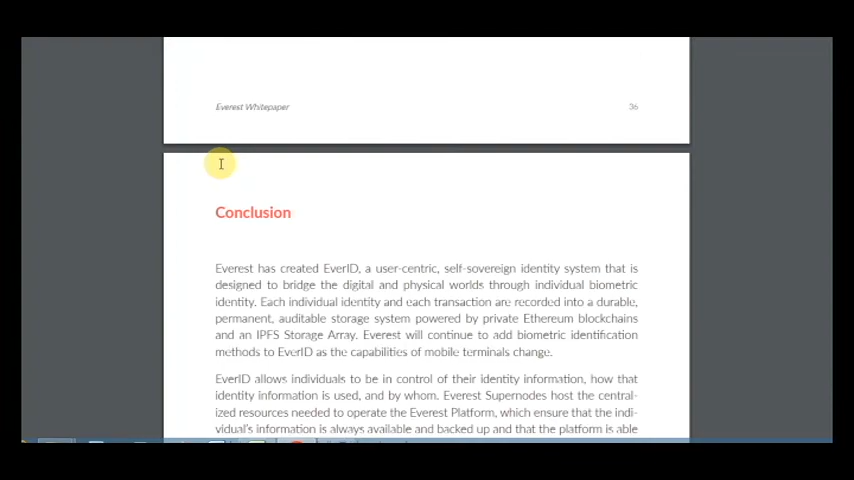 Everest Whitepaper 36
Conclusion
Everest has created EverID, a user-centric, self-sovereign identity system that is
designed to bridge the digital and physical worlds through individual biometric
identity. Each individual identity and each transaction are recorded into a durable,
permanent, auditable storage system powered by private Ethereum blockchains
and an IPFS Storage Array. Everest will continue to add biometric identification
methods to EverID as the capabilities of mobile terminals change.
EverID allows individuals to be in control of their identity information, how that
identity information is used, and by whom. Everest Supernodes host the central-
ized resources needed to operate the Everest Platform, which ensure that the indi-
vidual's information is always available and backed up and that the platform is able